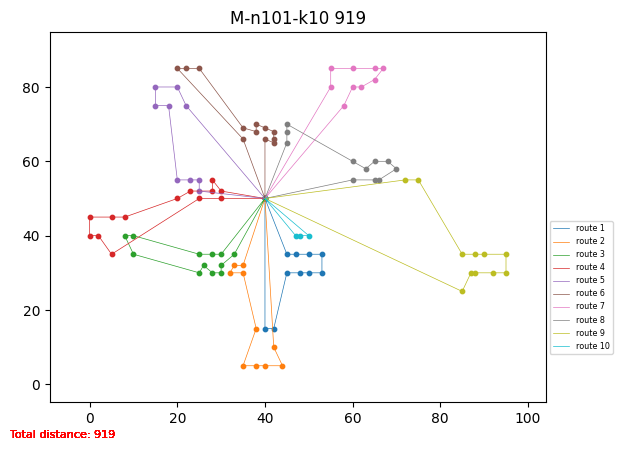 M-n101-k10 919
80
60
40
20
0
0 20 40 60 80 100
route 1
route 2
route 3
route 4
route 5
route 6
route 7
route 8
route 9
route 10
Total distance: 919